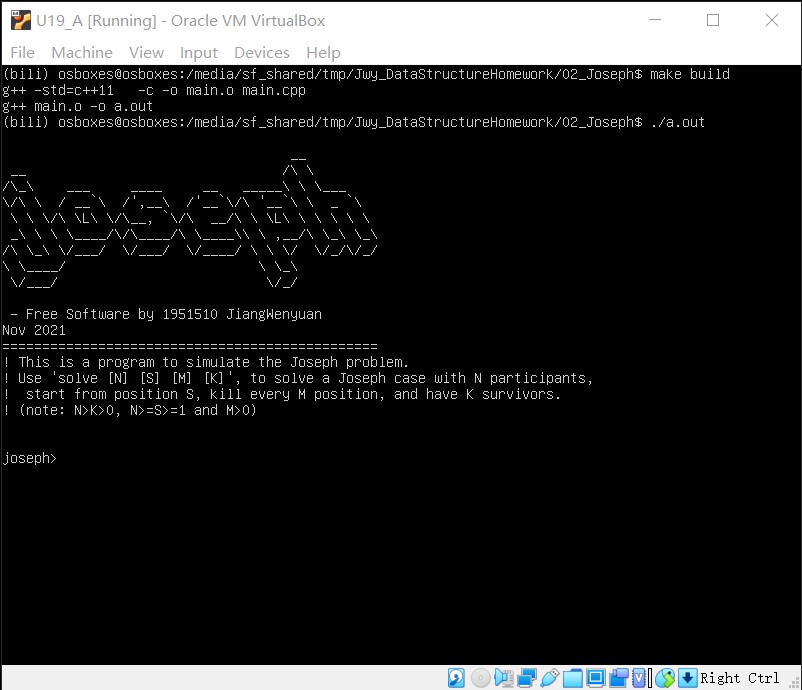 U19_A [Running] - Oracle VM VirtualBox
File Machine View Input Devices Help
(bili) osboxes@osboxes:/media/sf_shared/tmp/Jwy_DataStructureHomework/02_Joseph$ make build
g++ -std=c++11   -c -o main.o main.cpp
g++ main.o -o a.out
(bili) osboxes@osboxes:/media/sf_shared/tmp/Jwy_DataStructureHomework/02_Joseph$ ./a.out
joseph
- Free Software by 1951510 JiangWenyuan
Nov 2021
===============================================
! This is a program to simulate the Joseph problem.
! Use 'solve [N] [S] [M] [K]', to solve a Joseph case with N participants,
!  start from position S, kill every M position, and have K survivors.
! (note: N>K>0, N>=S>=1 and M>0)
joseph>
Right Ctrl